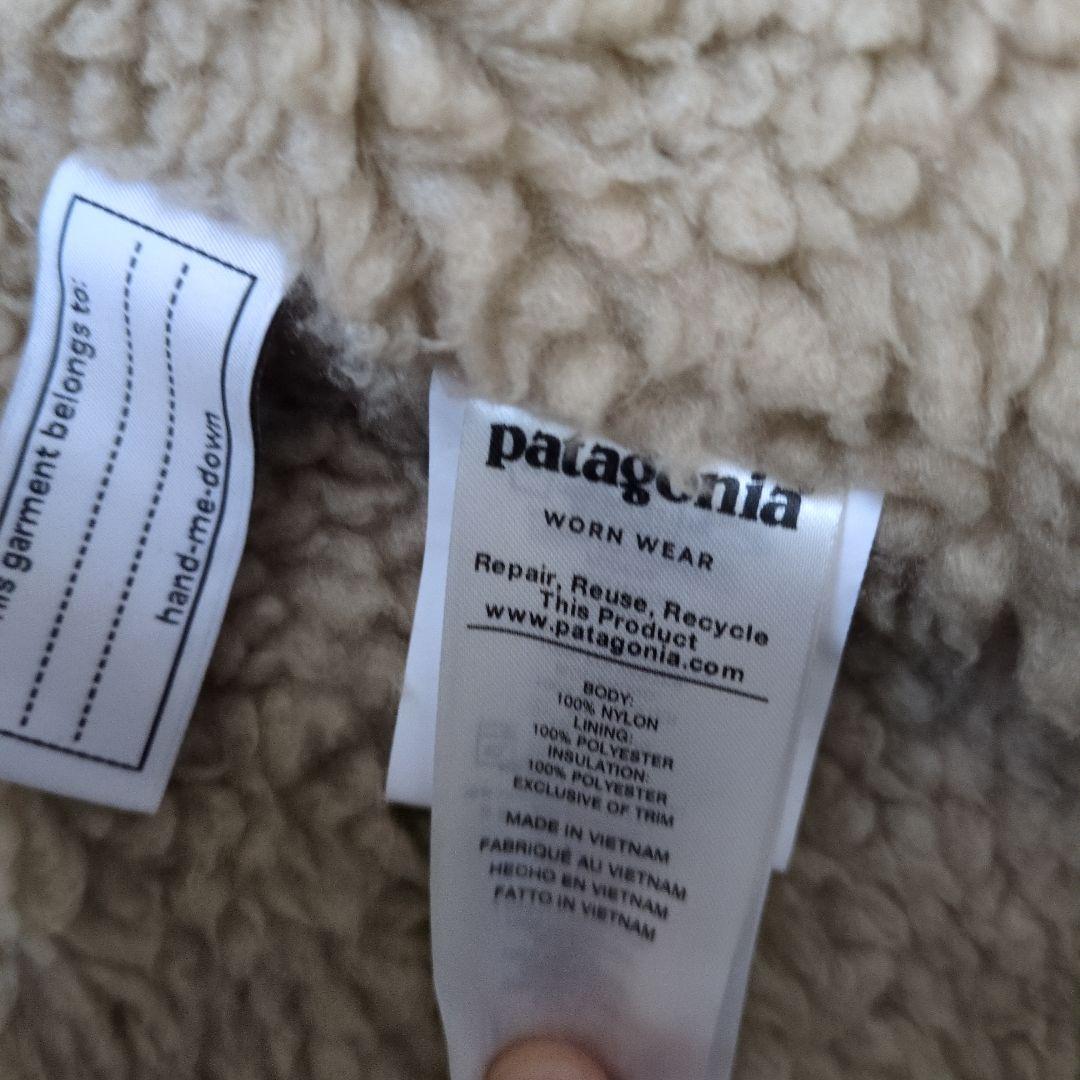 his garment belongs to:
hand-me-down
patagonia
WORN WEAR
Repair, Reuse, Recycle
This Product
www.patagonia.com
BODY:
100% NYLON
LINING:
100% POLYESTER
INSULATION:
100% POLYESTER
EXCLUSIVE OF TRIM
MADE IN VIETNAM
FABRIQUÉ AU VIETNAM
HECHO EN VIETNAM
FATTO IN VIETNAM